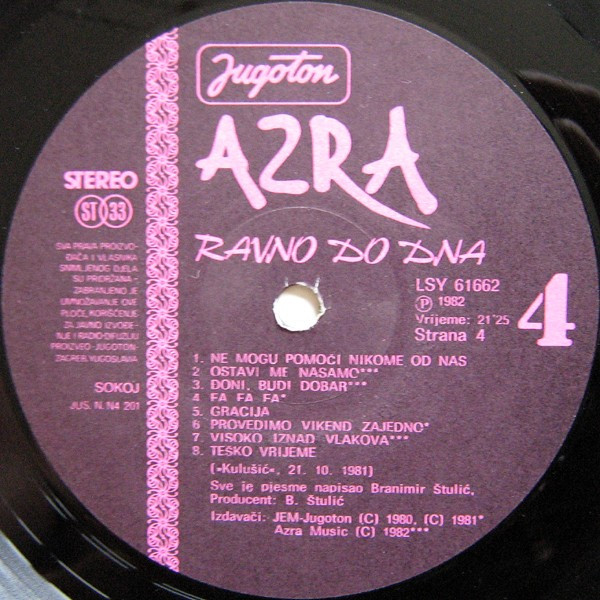 Jugoton
AZRA
RAVNO DO DNA
STEREO
ST 33
SVA PRAVA PROIZVO-
ĐAČA I VLASNIKA
SNIMLJENOG DJELA
SU PRIDRŽANA -
ZABRANJENO JE
UMNOŽAVANJE OVE
PLOČE, KORIŠĆENJE
ZA JAVNO IZVOĐE-
NJE I RADIO-DIFUZIJU
PROIZVEO-JUGOTON-
ZAGREB, YUGOSLAVIA
SOKOJ
JUS. N. N4 201
LSY 61662
Ⓟ 1982
Vrijeme: 21'25
Strana 4
4
1. NE MOGU POMOĆI NIKOME OD NAS
2 OSTAVI ME NASAMO***
3. DONI, BUDI DOBAR***
4 FA FA FA*
5. GRACIJA
6 PROVEDIMO VIKEND ZAJEDNO*
7. VISOKO IZNAD VLAKOVA***
8. TEŠKO VRIJEME
(»Kulušić«, 21. 10. 1981)
Sve je pjesme napisao Branimir Štulić,
Producent: B. Štulić
Izdavači: JEM-Jugoton (C) 1980, (C) 1981*
Azra Music (C) 1982***